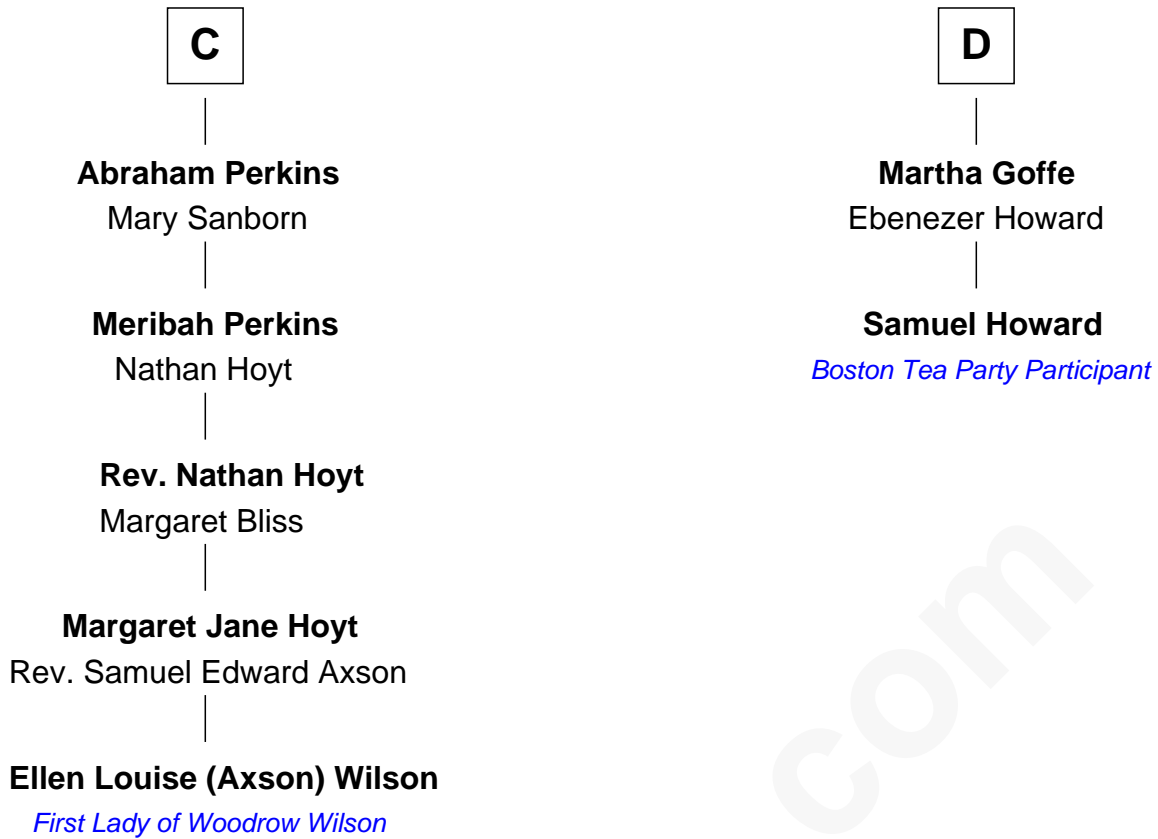 C
Abraham Perkins
Mary Sanborn
Meribah Perkins
Nathan Hoyt
Rev. Nathan Hoyt
Margaret Bliss
Margaret Jane Hoyt
Rev. Samuel Edward Axson
Ellen Louise (Axson) Wilson
First Lady of Woodrow Wilson
D
Martha Goffe
Ebenezer Howard
Samuel Howard
Boston Tea Party Participant
com